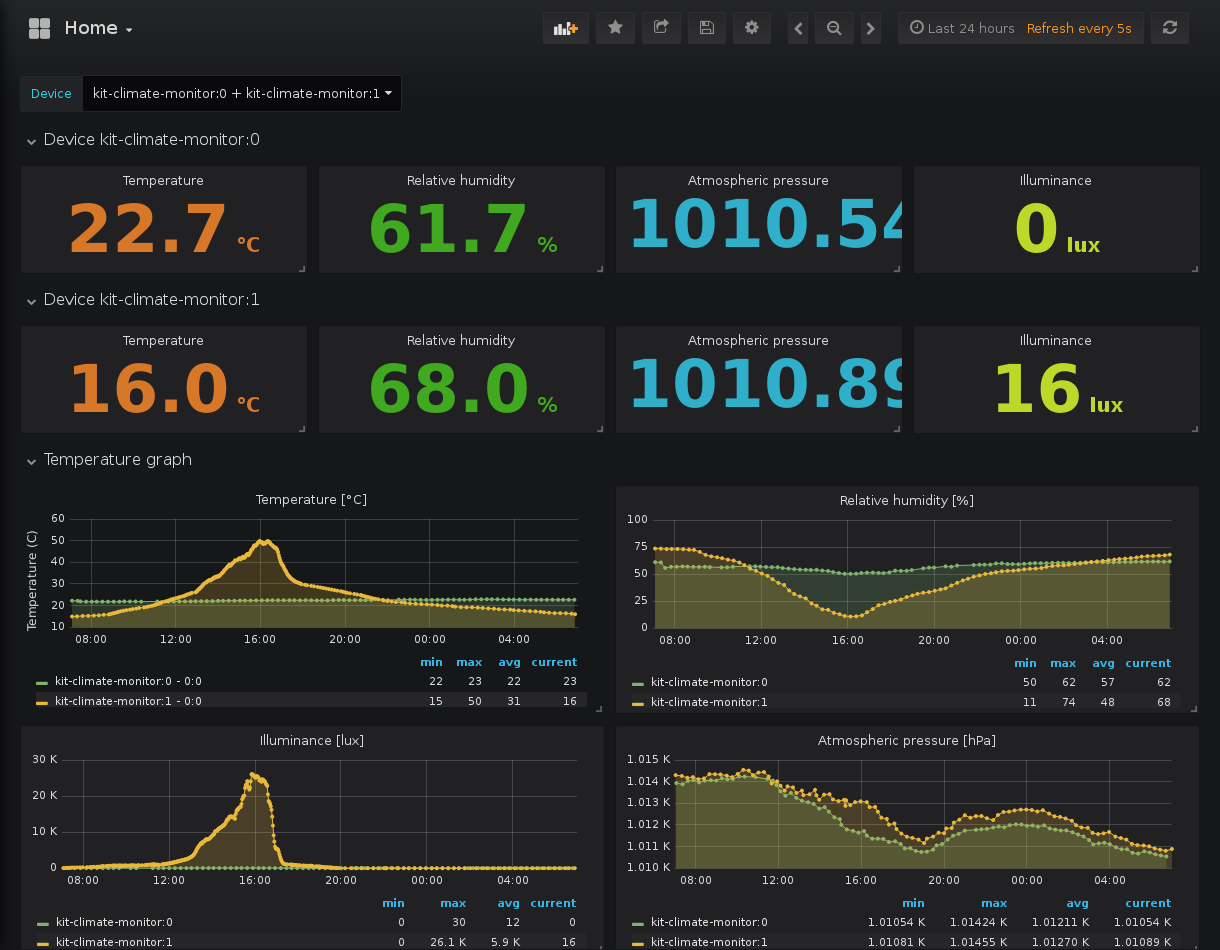 Home
Last 24 hours Refresh every 5s
Device kit-climate-monitor:0 + kit-climate-monitor:1
Device kit-climate-monitor:0
Temperature Relative humidity Atmospheric pressure Illuminance
22.7 °C 61.7 % 1010.54 0 lux
Device kit-climate-monitor:1
Temperature Relative humidity Atmospheric pressure Illuminance
16.0 °C 68.0 % 1010.89 16 lux
Temperature graph
Temperature [°C]
Temperature (C)
60
50
40
30
20
10
08:00 12:00 16:00 20:00 00:00 04:00
min max avg current
kit-climate-monitor:0 - 0:0 22 23 22 23
kit-climate-monitor:1 - 0:0 15 50 31 16
Relative humidity [%]
100
75
50
25
0
08:00 12:00 16:00 20:00 00:00 04:00
min max avg current
kit-climate-monitor:0 50 62 57 62
kit-climate-monitor:1 11 74 48 68
Illuminance [lux]
30 K
20 K
10 K
0
08:00 12:00 16:00 20:00 00:00 04:00
min max avg current
kit-climate-monitor:0 0 30 12 0
kit-climate-monitor:1 0 26.1 K 5.9 K 16
Atmospheric pressure [hPa]
1.015 K
1.014 K
1.013 K
1.012 K
1.011 K
1.010 K
08:00 12:00 16:00 20:00 00:00 04:00
min max avg current
kit-climate-monitor:0 1.01054 K 1.01424 K 1.01211 K 1.01054 K
kit-climate-monitor:1 1.01081 K 1.01455 K 1.01270 K 1.01089 K